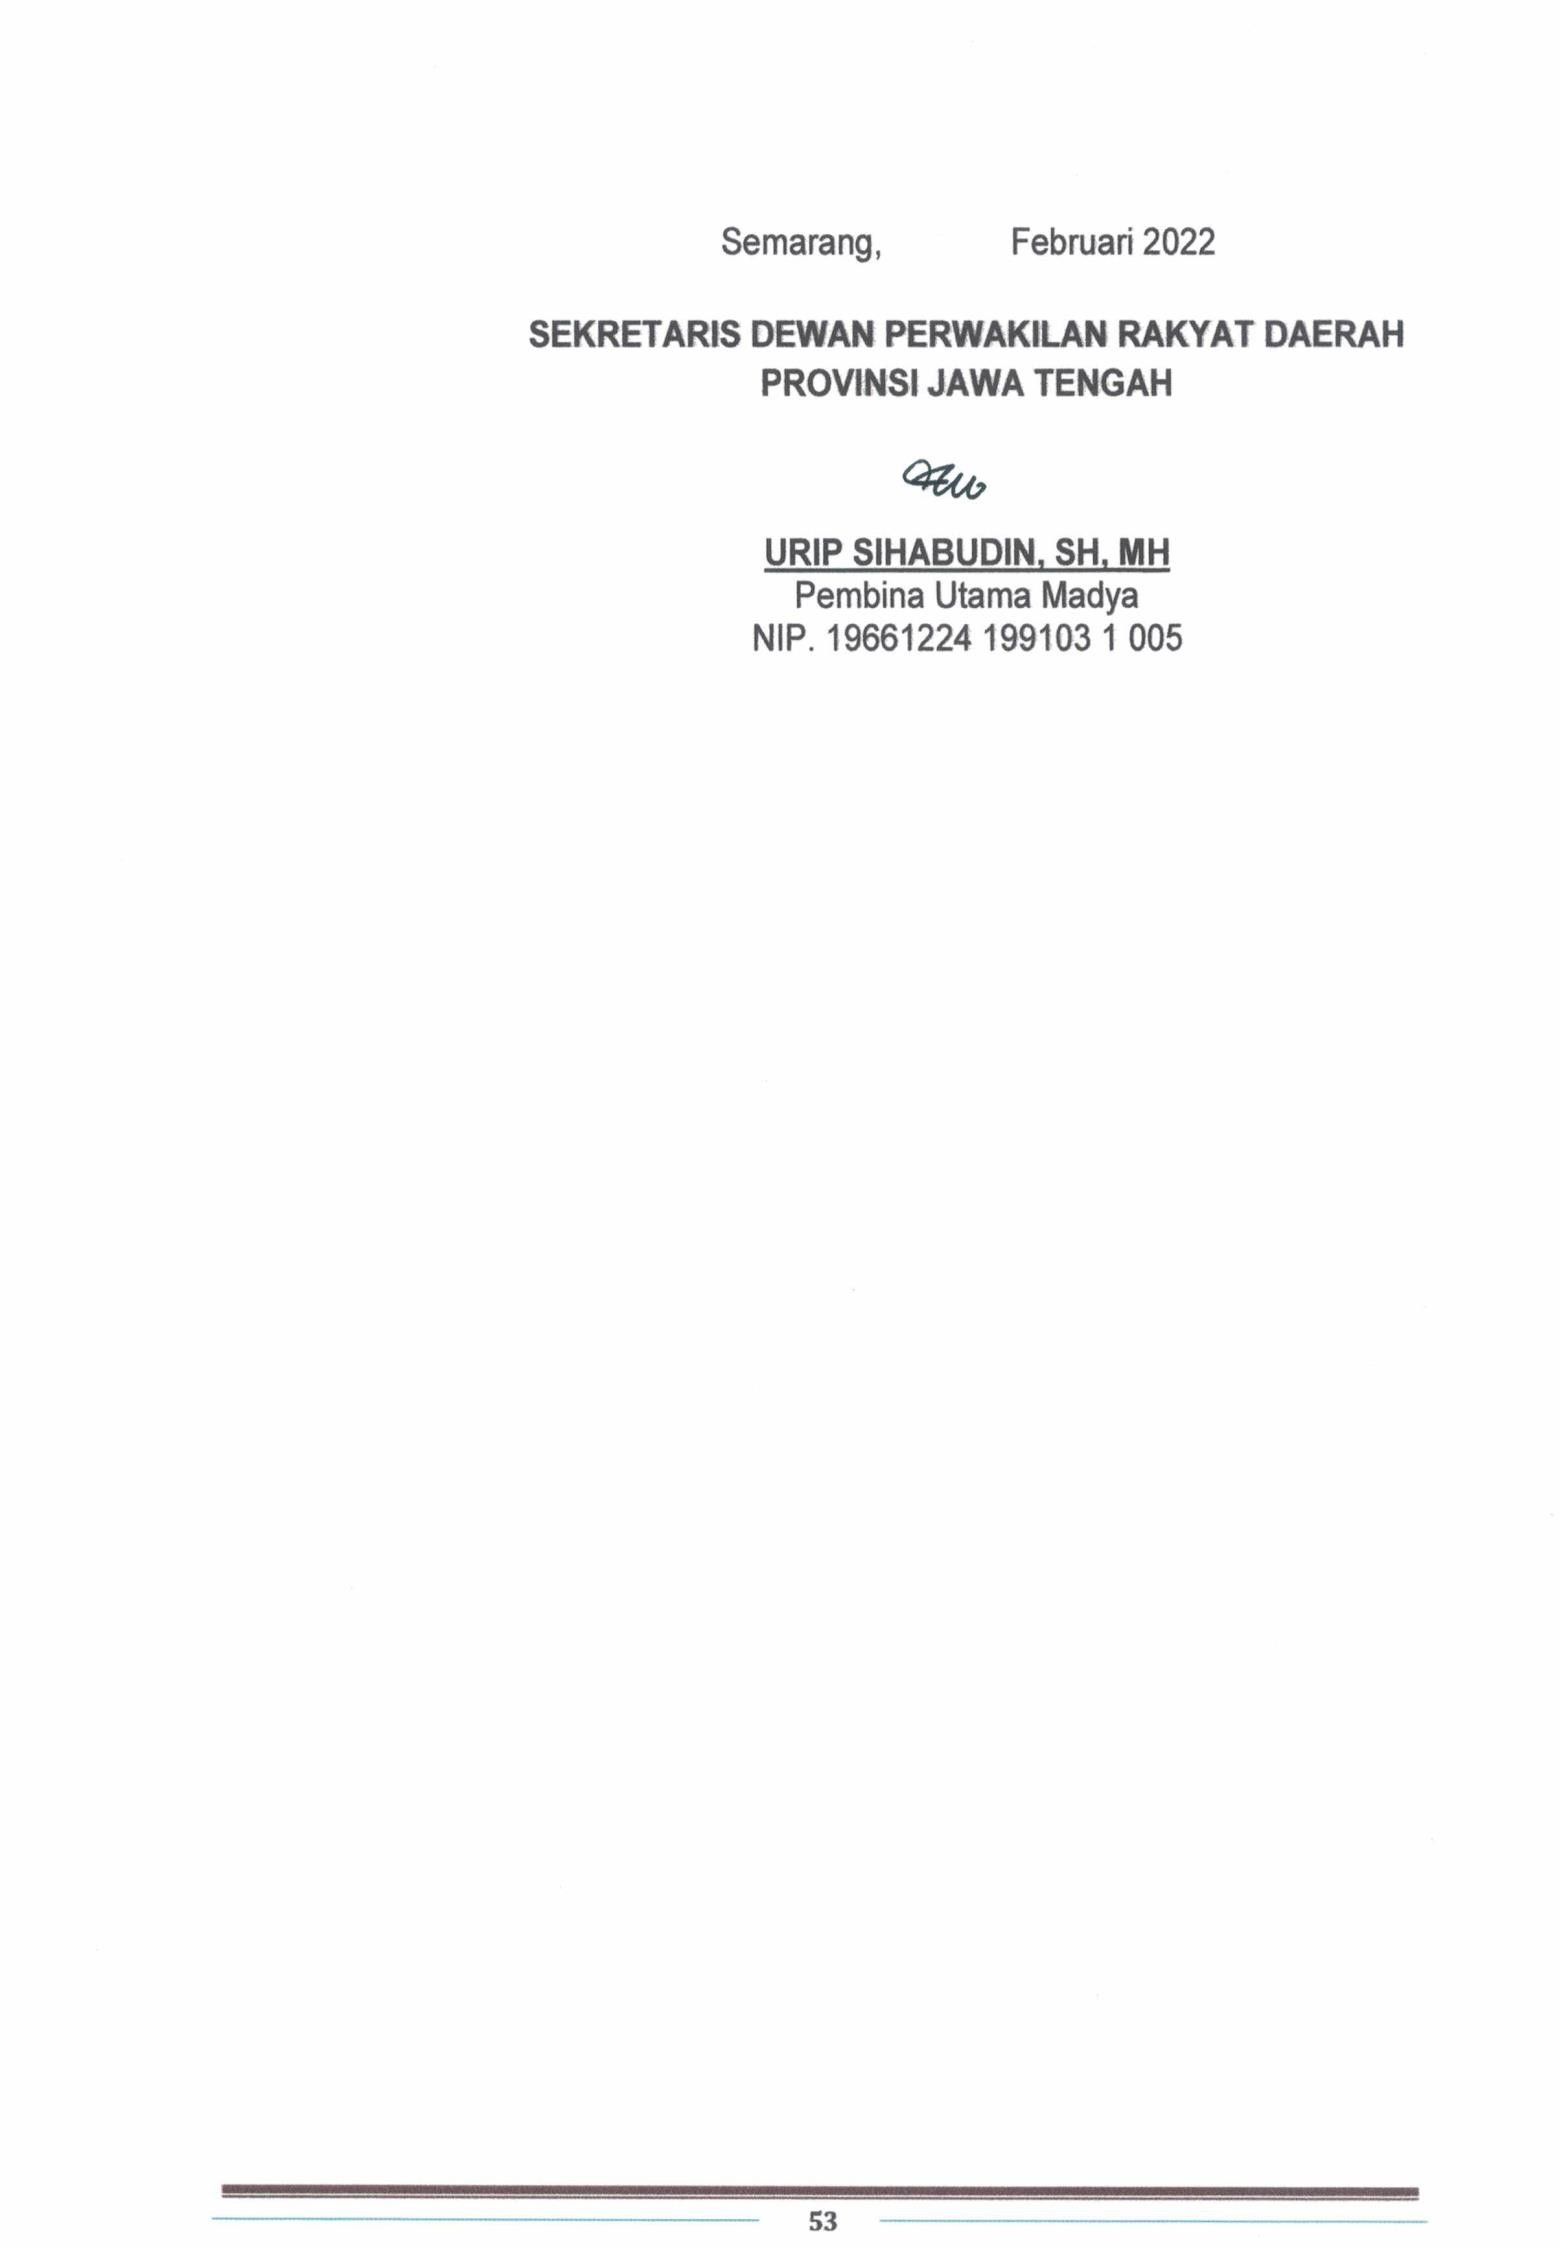 Semarang, Februari 2022
SEKRETARIS DEWAN PERWAKILAN RAKYAT DAERAH
PROVINSI JAWA TENGAH
URIP SIHABUDIN, SH, MH
Pembina Utama Madya
NIP. 19661224 199103 1 005
53